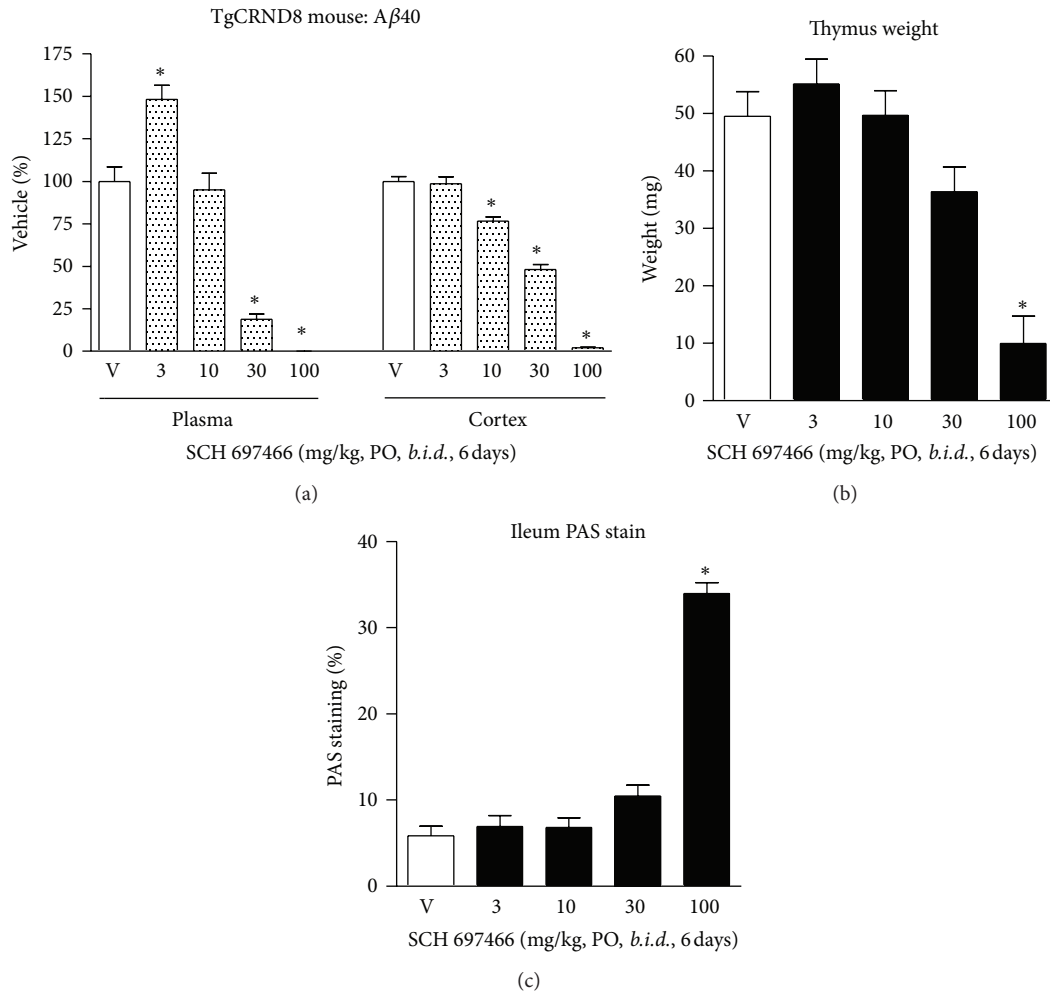 TgCRND8 mouse: Aβ40
Vehicle (%)
175
150
125
100
75
50
25
0
*
*
*
*
*
*
V 3 10 30 100 V 3 10 30 100
Plasma Cortex
SCH 697466 (mg/kg, PO, b.i.d., 6 days)
(a)
Thymus weight
Weight (mg)
60
50
40
30
20
10
0
*
V 3 10 30 100
SCH 697466 (mg/kg, PO, b.i.d., 6 days)
(b)
Ileum PAS stain
PAS staining (%)
40
30
20
10
0
*
V 3 10 30 100
SCH 697466 (mg/kg, PO, b.i.d., 6 days)
(c)